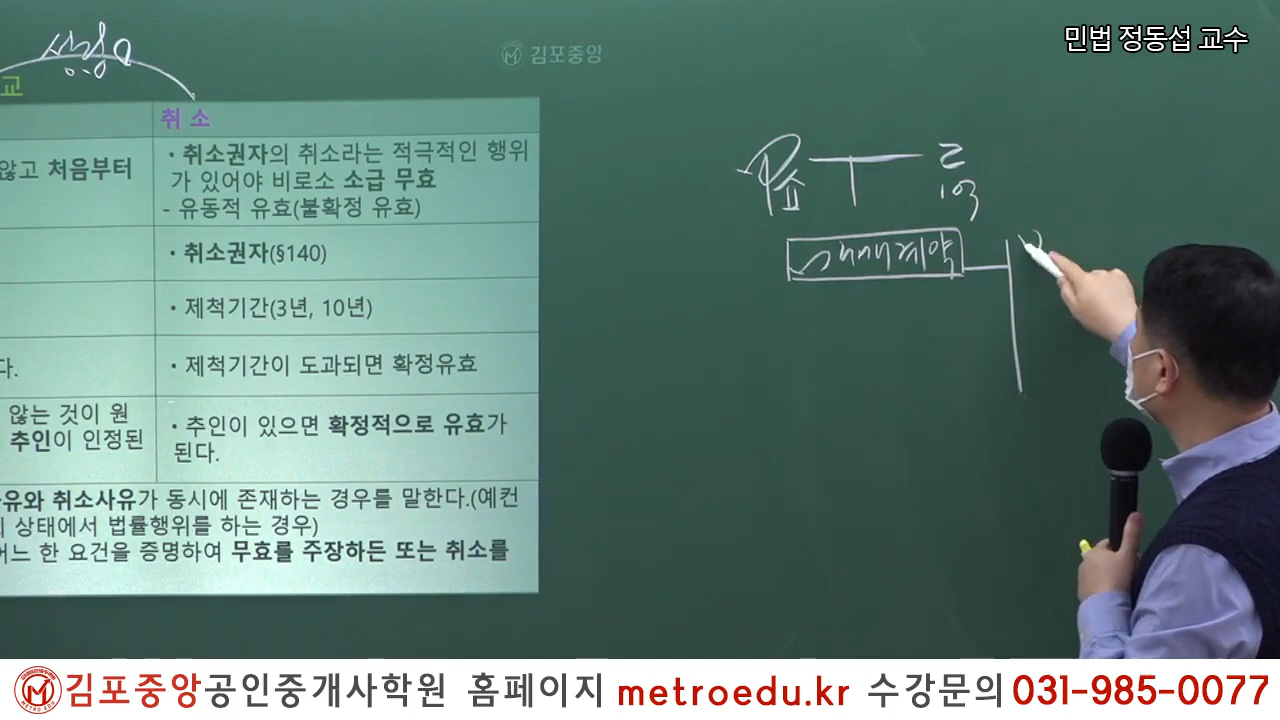 민법 정동섭 교수
김포중앙
교
취 소
않고 처음부터
• 취소권자의 취소라는 적극적인 행위
가 있어야 비로소 소급 무효
- 유동적 유효(불확정 유효)
• 취소권자(§140)
• 제척기간(3년, 10년)
다.
• 제척기간이 도과되면 확정유효
않는 것이 원
추인이 인정된
• 추인이 있으면 확정적으로 유효가
된다.
유와 취소사유가 동시에 존재하는 경우를 말한다.(예컨
상태에서 법률행위를 하는 경우)
어느 한 요건을 증명하여 무효를 주장하든 또는 취소를
매매계약
김포중앙공인중개사학원 홈페이지 metroedu.kr 수강문의 031-985-0077